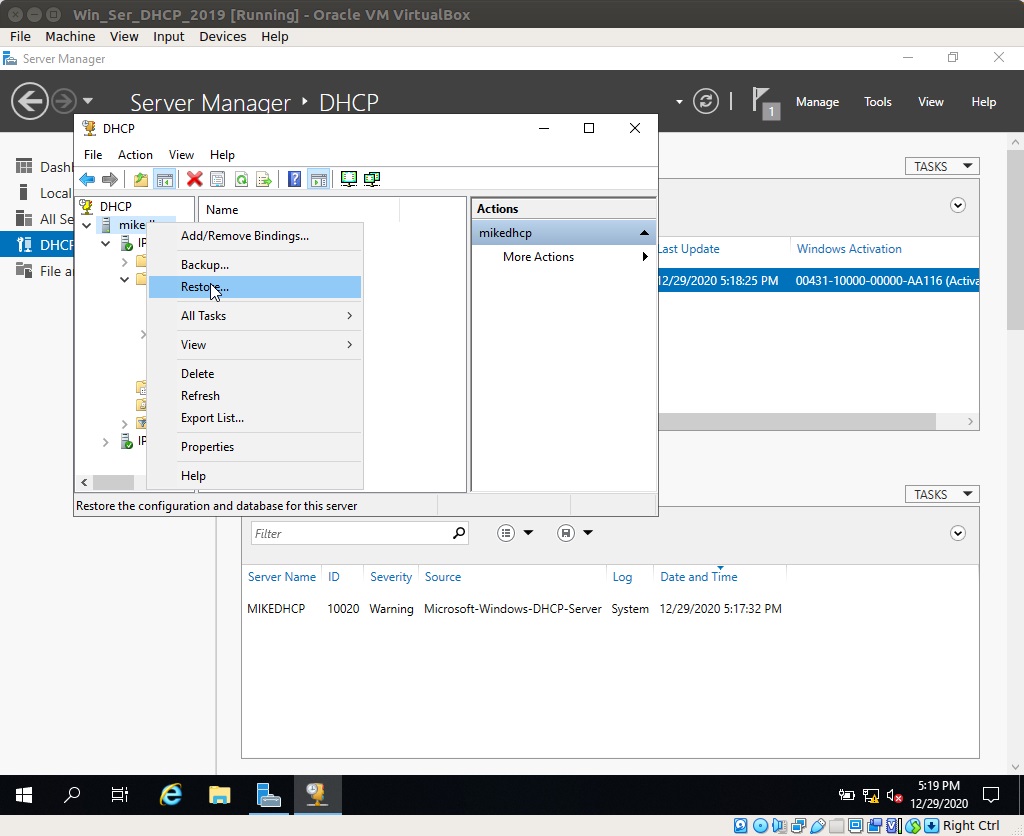 Win_Ser_DHCP_2019 [Running] - Oracle VM VirtualBox
File Machine View Input Devices Help
Server Manager
Server Manager DHCP
1
Manage Tools View Help
DHCP
File Action View Help
DHCP
Name
Actions
mikedhcp
More Actions
Add/Remove Bindings...
Backup...
Restore...
All Tasks
View
Delete
Refresh
Export List...
Properties
Help
Restore the configuration and database for this server
Local
All Se
DHCP
File a
TASKS
Last Update Windows Activation
12/29/2020 5:18:25 PM 00431-10000-00000-AA116 (Activa
TASKS
Filter
Server Name ID Severity Source Log Date and Time
MIKEDHCP 10020 Warning Microsoft-Windows-DHCP-Server System 12/29/2020 5:17:32 PM
5:19 PM
12/29/2020
Right Ctrl